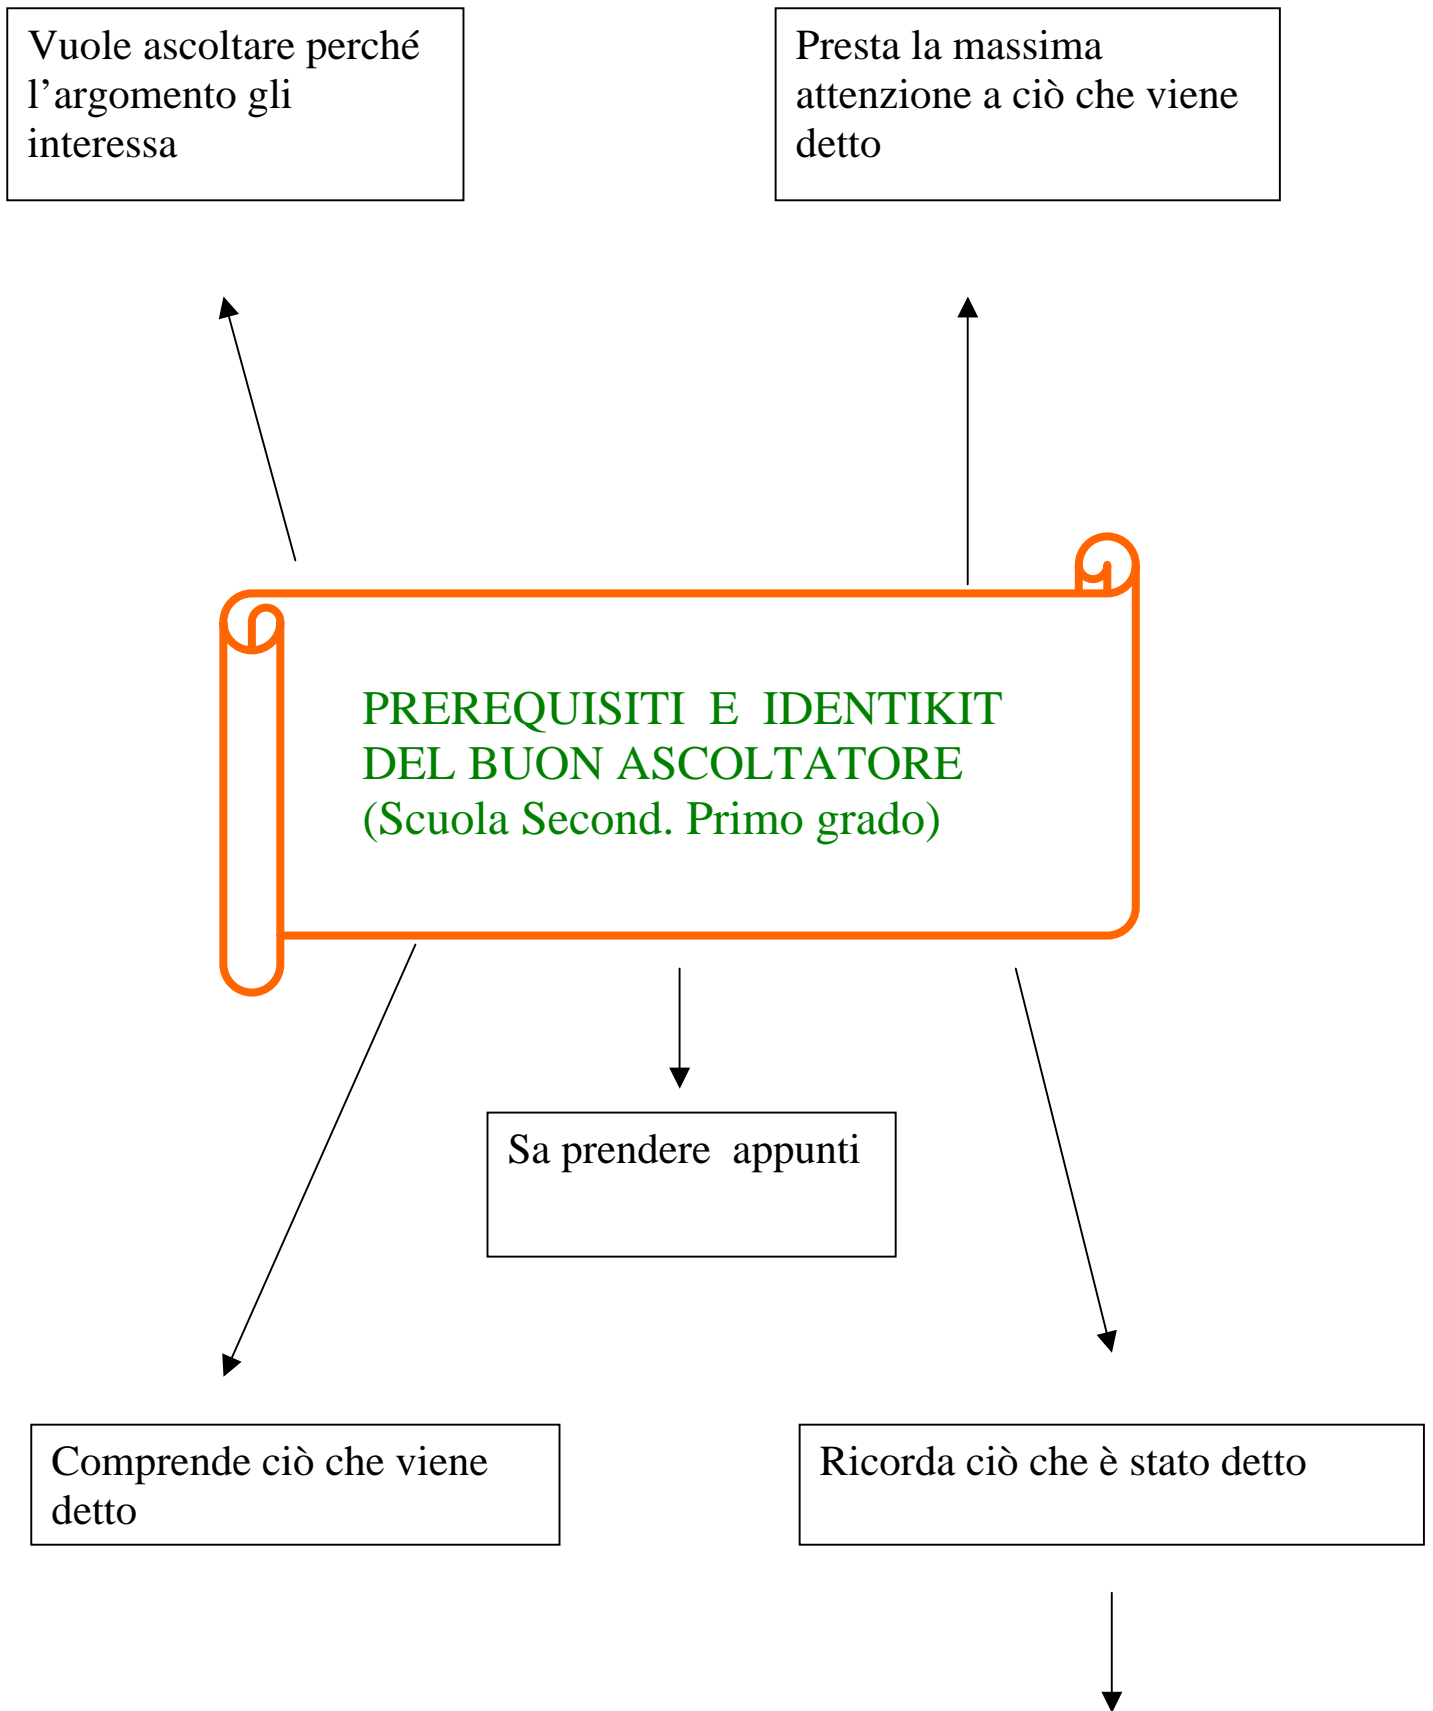 Vuole ascoltare perché
l’argomento gli
interessa
Presta la massima
attenzione a ciò che viene
detto
PREREQUISITI E IDENTIKIT
DEL BUON ASCOLTATORE
(Scuola Second. Primo grado)
Sa prendere appunti
Comprende ciò che viene
detto
Ricorda ciò che è stato detto